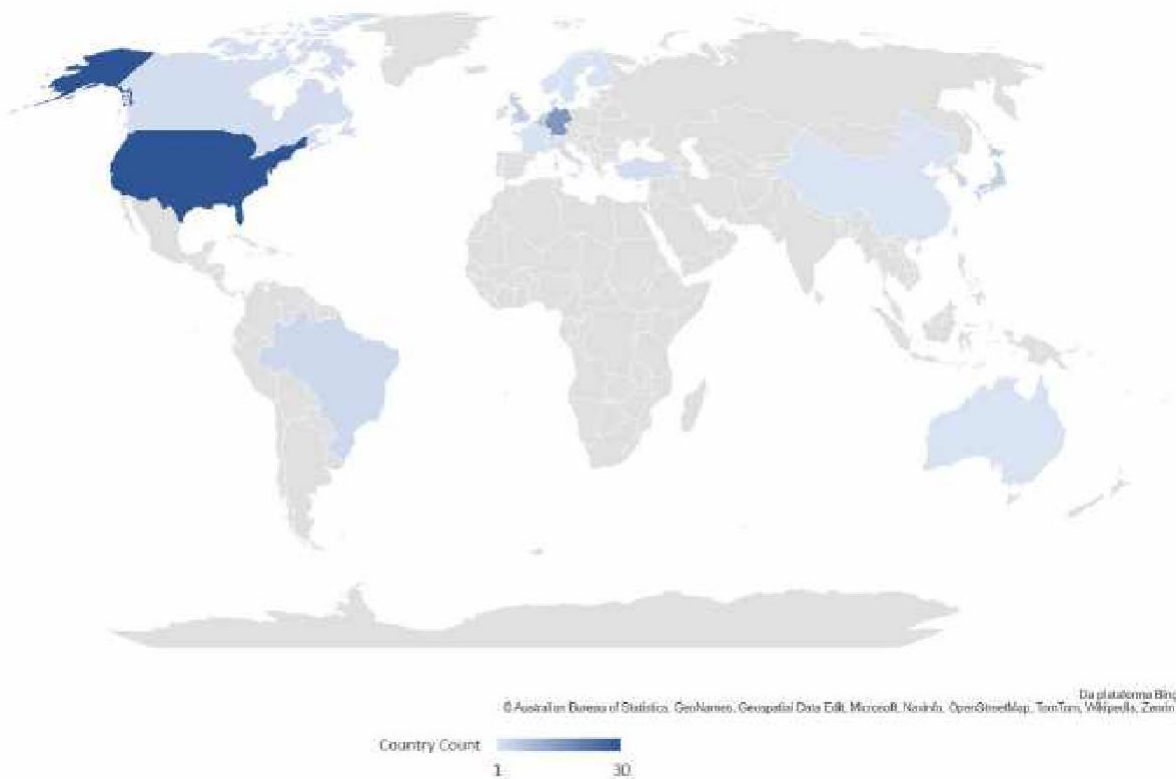 Da plataforma Bing
© Australian Bureau of Statistics, GeoNames, Geospatial Data Edit, Microsoft, Navinfo, OpenStreetMap, TomTom, Wikipedia, Zenrin
Country Count
1 30